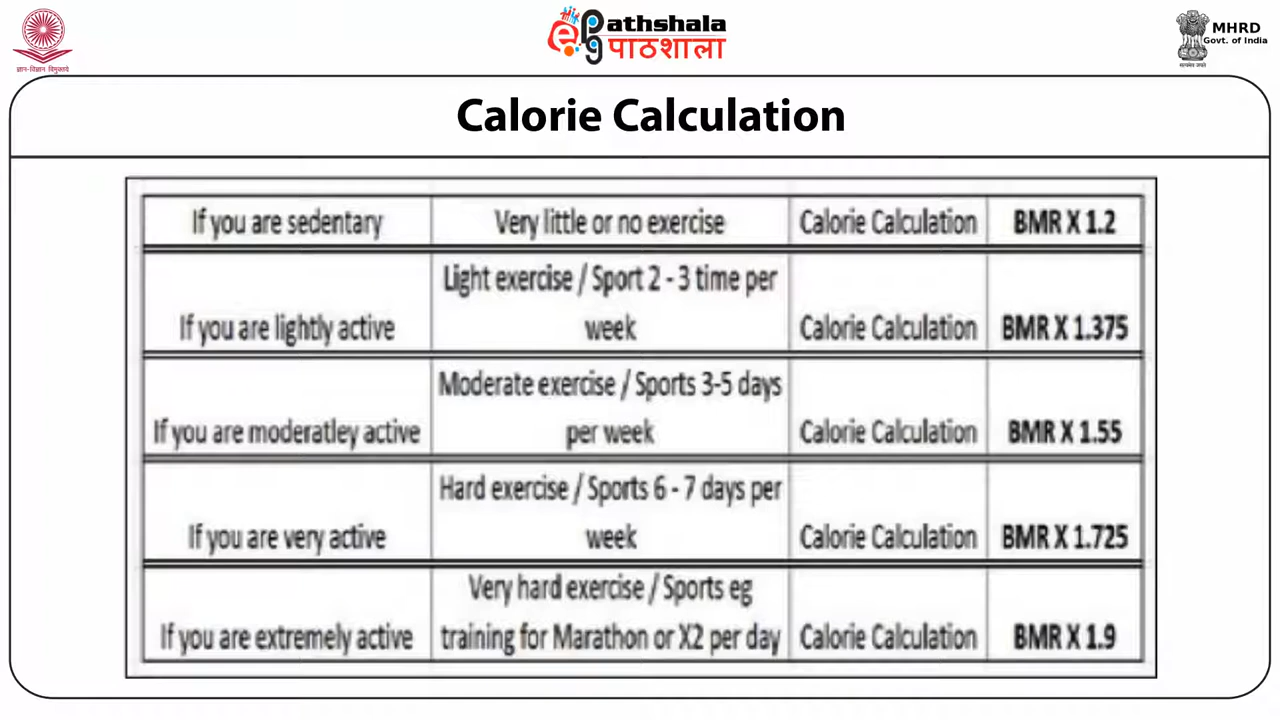 ज्ञान-विज्ञान विमुक्तये
ePathshala
पाठशाला
MHRD
Govt. of India
सत्यमेव जयते
Calorie Calculation
If you are sedentary
Very little or no exercise
Calorie Calculation
BMR X 1.2
If you are lightly active
Light exercise / Sport 2 - 3 time per
week
Calorie Calculation
BMR X 1.375
If you are moderatley active
Moderate exercise / Sports 3-5 days
per week
Calorie Calculation
BMR X 1.55
If you are very active
Hard exercise / Sports 6 - 7 days per
week
Calorie Calculation
BMR X 1.725
If you are extremely active
Very hard exercise / Sports eg
training for Marathon or X2 per day
Calorie Calculation
BMR X 1.9